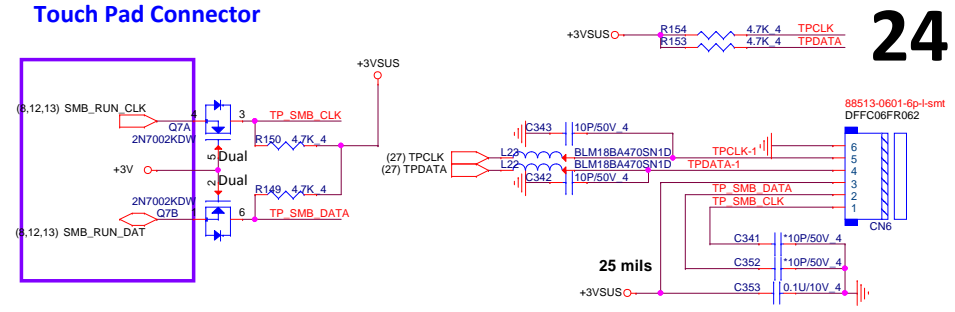 Touch Pad Connector
24
+3VSUS
R154 4.7K_4 TPCLK
R153 4.7K_4 TPDATA
+3VSUS
(8,12,13) SMB_RUN_CLK
4 3 TP_SMB_CLK
Q7A
2N7002KDW
R150 4.7K_4
5 Dual
+3V
2 Dual
R149 4.7K_4
2N7002KDW
Q7B
1 6 TP_SMB_DATA
(8,12,13) SMB_RUN_DAT
88513-0601-6p-l-smt
DFFC06FR062
C343 10P/50V_4
(27) TPCLK L23 BLM18BA470SN1D TPCLK-1
(27) TPDATA L22 BLM18BA470SN1D TPDATA-1
C342 10P/50V_4
TP_SMB_DATA
TP_SMB_CLK
6
5
4
3
2
1
CN6
C341 *10P/50V_4
25 mils
C352 *10P/50V_4
+3VSUS C353 0.1U/10V_4